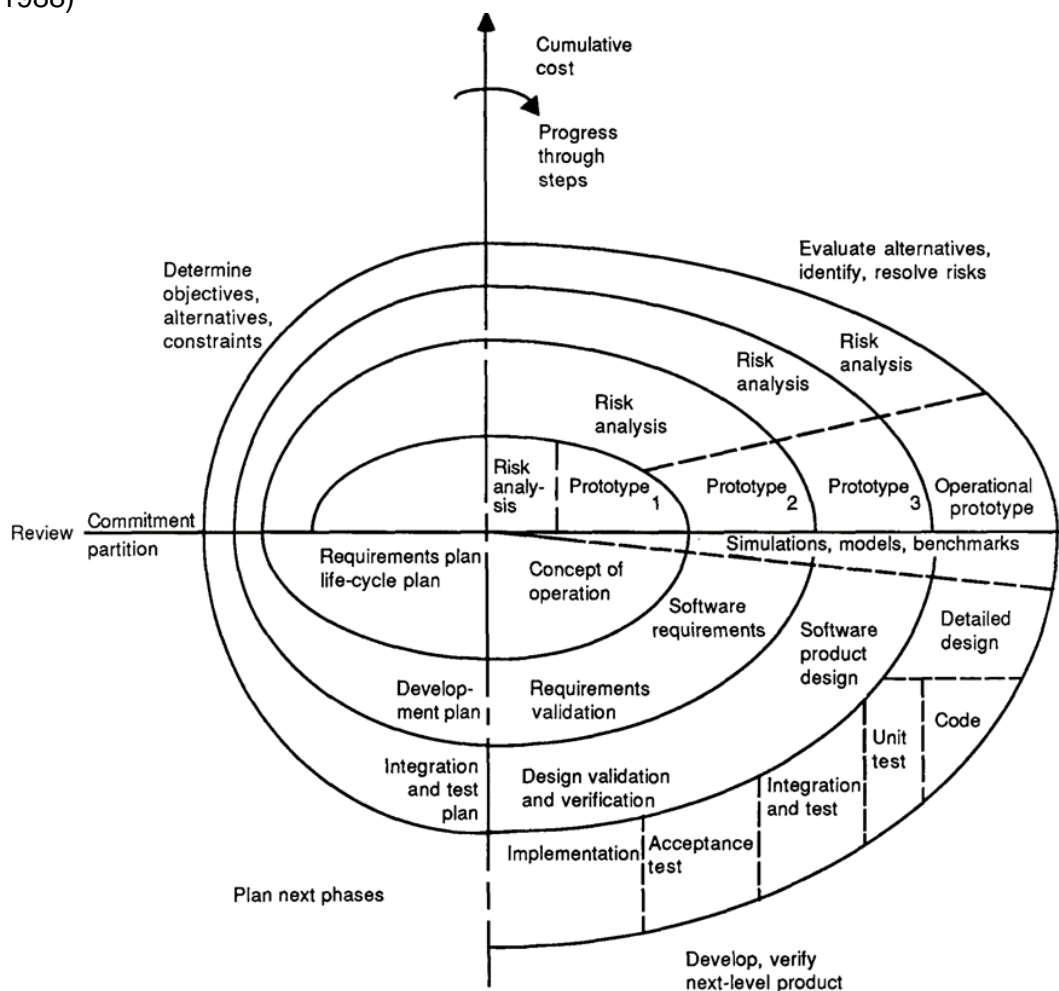 1988)
Cumulative
cost
Progress
through
steps
Evaluate alternatives,
identify, resolve risks
Determine
objectives,
alternatives,
constraints
Risk
analysis
Risk
analysis
Risk
analysis
Risk
analy-
sis
Prototype 1
Prototype 2
Prototype 3
Operational
prototype
Review
Commitment
partition
Simulations, models, benchmarks
Requirements plan
life-cycle plan
Concept of
operation
Software
requirements
Software
product
design
Detailed
design
Develop-
ment plan
Requirements
validation
Code
Unit
test
Integration
and test
plan
Design validation
and verification
Integration
and test
Implementation
Acceptance
test
Plan next phases
Develop, verify
next-level product